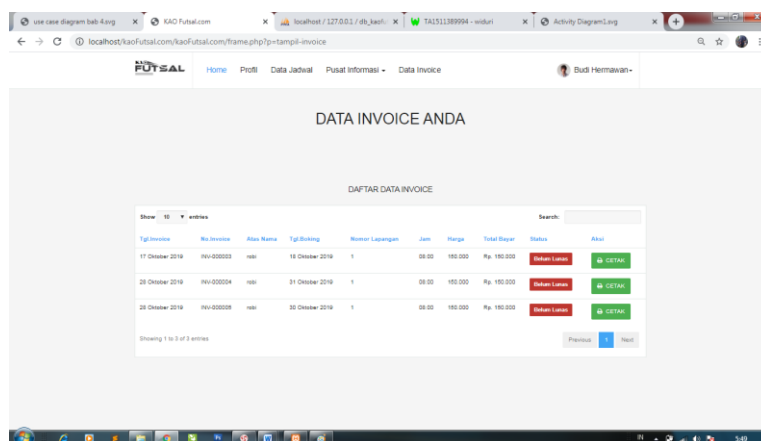 use case diagram bab 4.svg KAO Futsal.com localhost / 127.0.0.1 / db_kaof TA1511389994 - widuri Activity Diagram1.svg
localhost/kaoFutsal.com/kaoFutsal.com/frame.php?p=tampil-invoice
FUTSAL Home Profil Data Jadwal Pusat Informasi Data Invoice Budi Hermawan
DATA INVOICE ANDA
DAFTAR DATA INVOICE
Show 10 entries Search:
Tgl.Invoice No.Invoice Atas Nama Tgl.Boking Nomor Lapangan Jam Harga Total Bayar Status Aksi
17 Oktober 2019 INV-000003 robi 18 Oktober 2019 1 08:00 150.000 Rp. 150.000 Belum Lunas CETAK
28 Oktober 2019 INV-000004 robi 31 Oktober 2019 1 08:00 150.000 Rp. 150.000 Belum Lunas CETAK
28 Oktober 2019 INV-000005 robi 30 Oktober 2019 1 08:00 150.000 Rp. 150.000 Belum Lunas CETAK
Showing 1 to 3 of 3 entries Previous 1 Next
IN 5:49